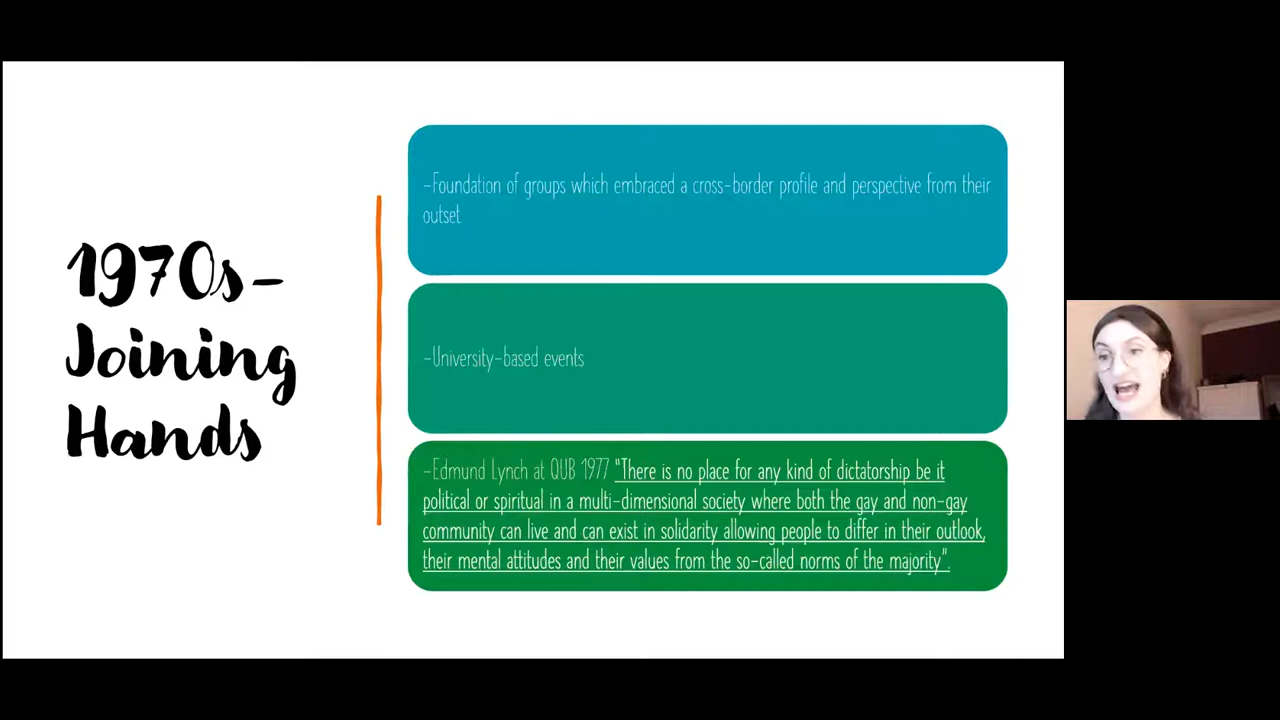 1970s-
Joining
Hands
-Foundation of groups which embraced a cross-border profile and perspective from their
outset
-University-based events
-Edmund Lynch at QUB 1977 "There is no place for any kind of dictatorship be it
political or spiritual in a multi-dimensional society where both the gay and non-gay
community can live and can exist in solidarity allowing people to differ in their outlook,
their mental attitudes and their values from the so-called norms of the majority".